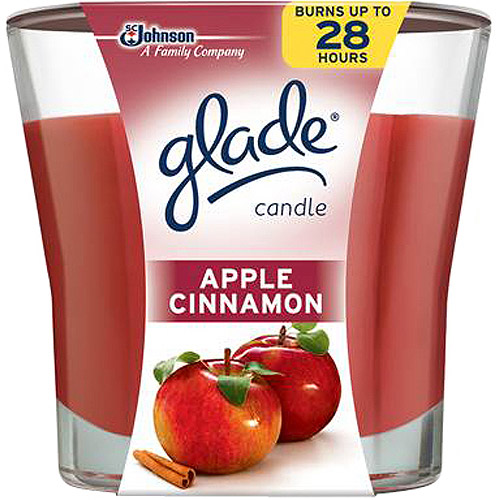 SC Johnson
A Family Company
BURNS UP TO
28
HOURS
glade
candle
APPLE
CINNAMON